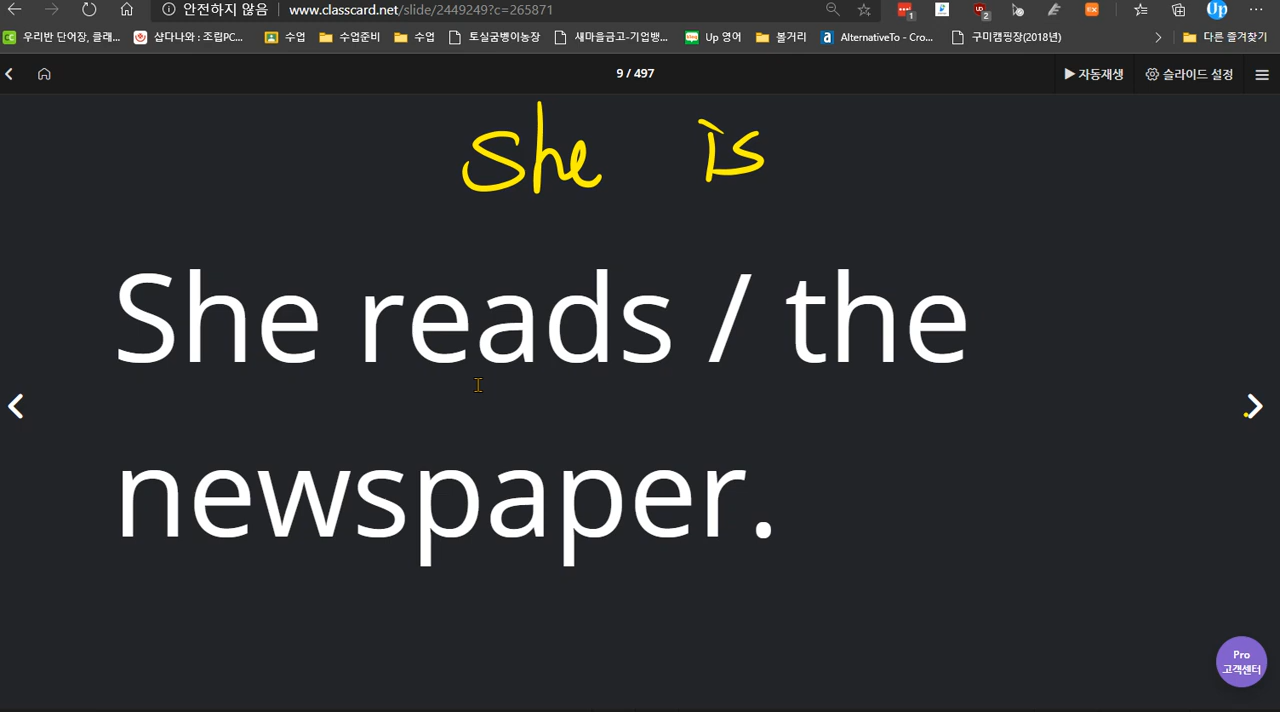 안전하지 않음 www.classcard.net/slide/2449249?c=265871 1 2 Up
우리반 단어장, 클래... 샵다나와 : 조립PC... 수업 수업준비 수업 토실굼벵이농장 새마을금고-기업뱅... Up 영어 볼거리 AlternativeTo - Cro... 구미캠핑장(2018년) 다른 즐겨찾기
9 / 497 자동재생 슬라이드 설정
She is
She reads / the
newspaper.
Pro
고객센터